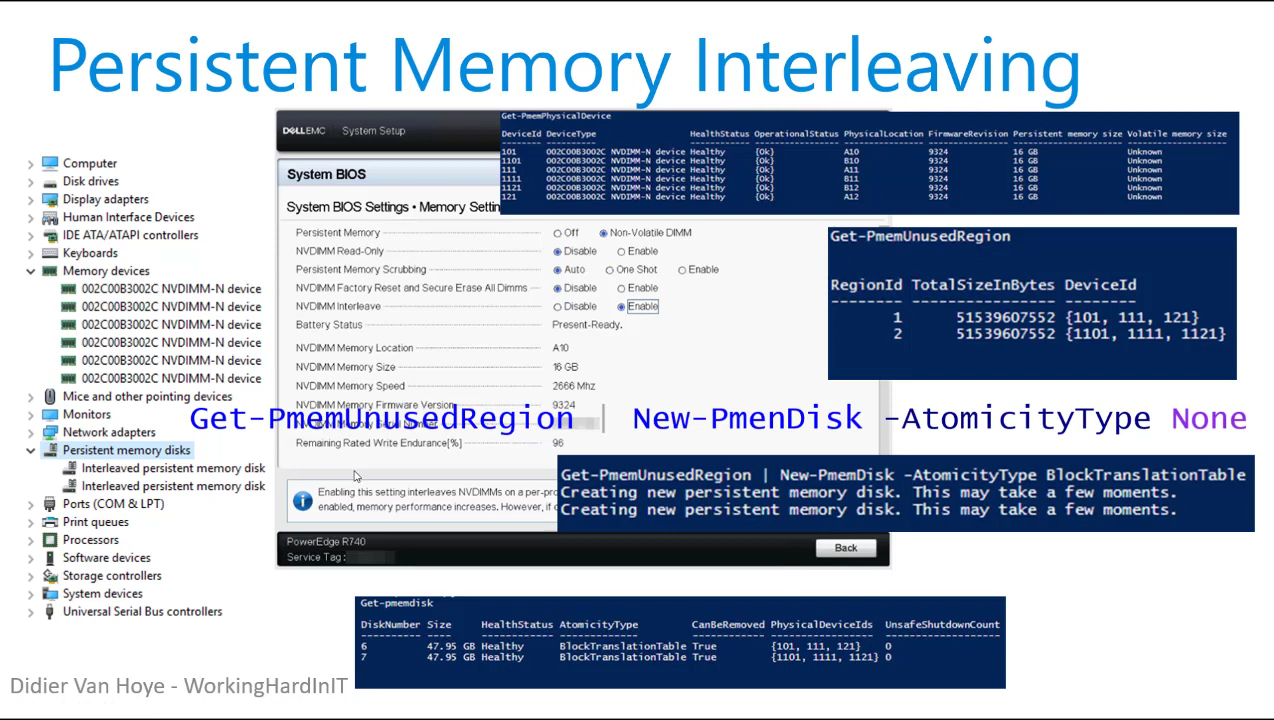 Persistent Memory Interleaving
Computer
Disk drives
Display adapters
Human Interface Devices
IDE ATA/ATAPI controllers
Keyboards
Memory devices
002C00B3002C NVDIMM-N device
002C00B3002C NVDIMM-N device
002C00B3002C NVDIMM-N device
002C00B3002C NVDIMM-N device
002C00B3002C NVDIMM-N device
002C00B3002C NVDIMM-N device
Mice and other pointing devices
Monitors
Network adapters
Persistent memory disks
Interleaved persistent memory disk
Interleaved persistent memory disk
Ports (COM & LPT)
Print queues
Processors
Software devices
Storage controllers
System devices
Universal Serial Bus controllers
DELLEMC System Setup
System BIOS
System BIOS Settings • Memory Settin
Persistent Memory Off Non-Volatile DIMM
NVDIMM Read-Only Disable Enable
Persistent Memory Scrubbing Auto One Shot Enable
NVDIMM Factory Reset and Secure Erase All Dimms Disable Enable
NVDIMM Interleave Disable Enable
Battery Status Present-Ready.
NVDIMM Memory Location A10
NVDIMM Memory Size 16 GB
NVDIMM Memory Speed 2666 Mhz
NVDIMM Memory Firmware Version 9324
NVDIMM Memory Serial Number
Remaining Rated Write Endurance[%] 96
Enabling this setting interleaves NVDIMMs on a per-pro
enabled, memory performance increases. However, if
PowerEdge R740
Service Tag:
Back
Get-PmemPhysicalDevice
DeviceId DeviceType HealthStatus OperationalStatus PhysicalLocation FirmwareRevision Persistent memory size Volatile memory size
101 002C00B3002C NVDIMM-N device Healthy {Ok} A10 9324 16 GB Unknown
1101 002C00B3002C NVDIMM-N device Healthy {Ok} B10 9324 16 GB Unknown
111 002C00B3002C NVDIMM-N device Healthy {Ok} A11 9324 16 GB Unknown
1111 002C00B3002C NVDIMM-N device Healthy {Ok} B11 9324 16 GB Unknown
1121 002C00B3002C NVDIMM-N device Healthy {Ok} B12 9324 16 GB Unknown
121 002C00B3002C NVDIMM-N device Healthy {Ok} A12 9324 16 GB Unknown
Get-PmemUnusedRegion
RegionId TotalSizeInBytes DeviceId
1 51539607552 {101, 111, 121}
2 51539607552 {1101, 1111, 1121}
Get-PmemUnusedRegion | New-PmenDisk -AtomicityType None
Get-PmemUnusedRegion | New-PmemDisk -AtomicityType BlockTranslationTable
Creating new persistent memory disk. This may take a few moments.
Creating new persistent memory disk. This may take a few moments.
Get-pmemdisk
DiskNumber Size HealthStatus AtomicityType CanBeRemoved PhysicalDeviceIds UnsafeShutdownCount
6 47.95 GB Healthy BlockTranslationTable True {101, 111, 121} 0
7 47.95 GB Healthy BlockTranslationTable True {1101, 1111, 1121} 0
Didier Van Hoye - WorkingHardInIT